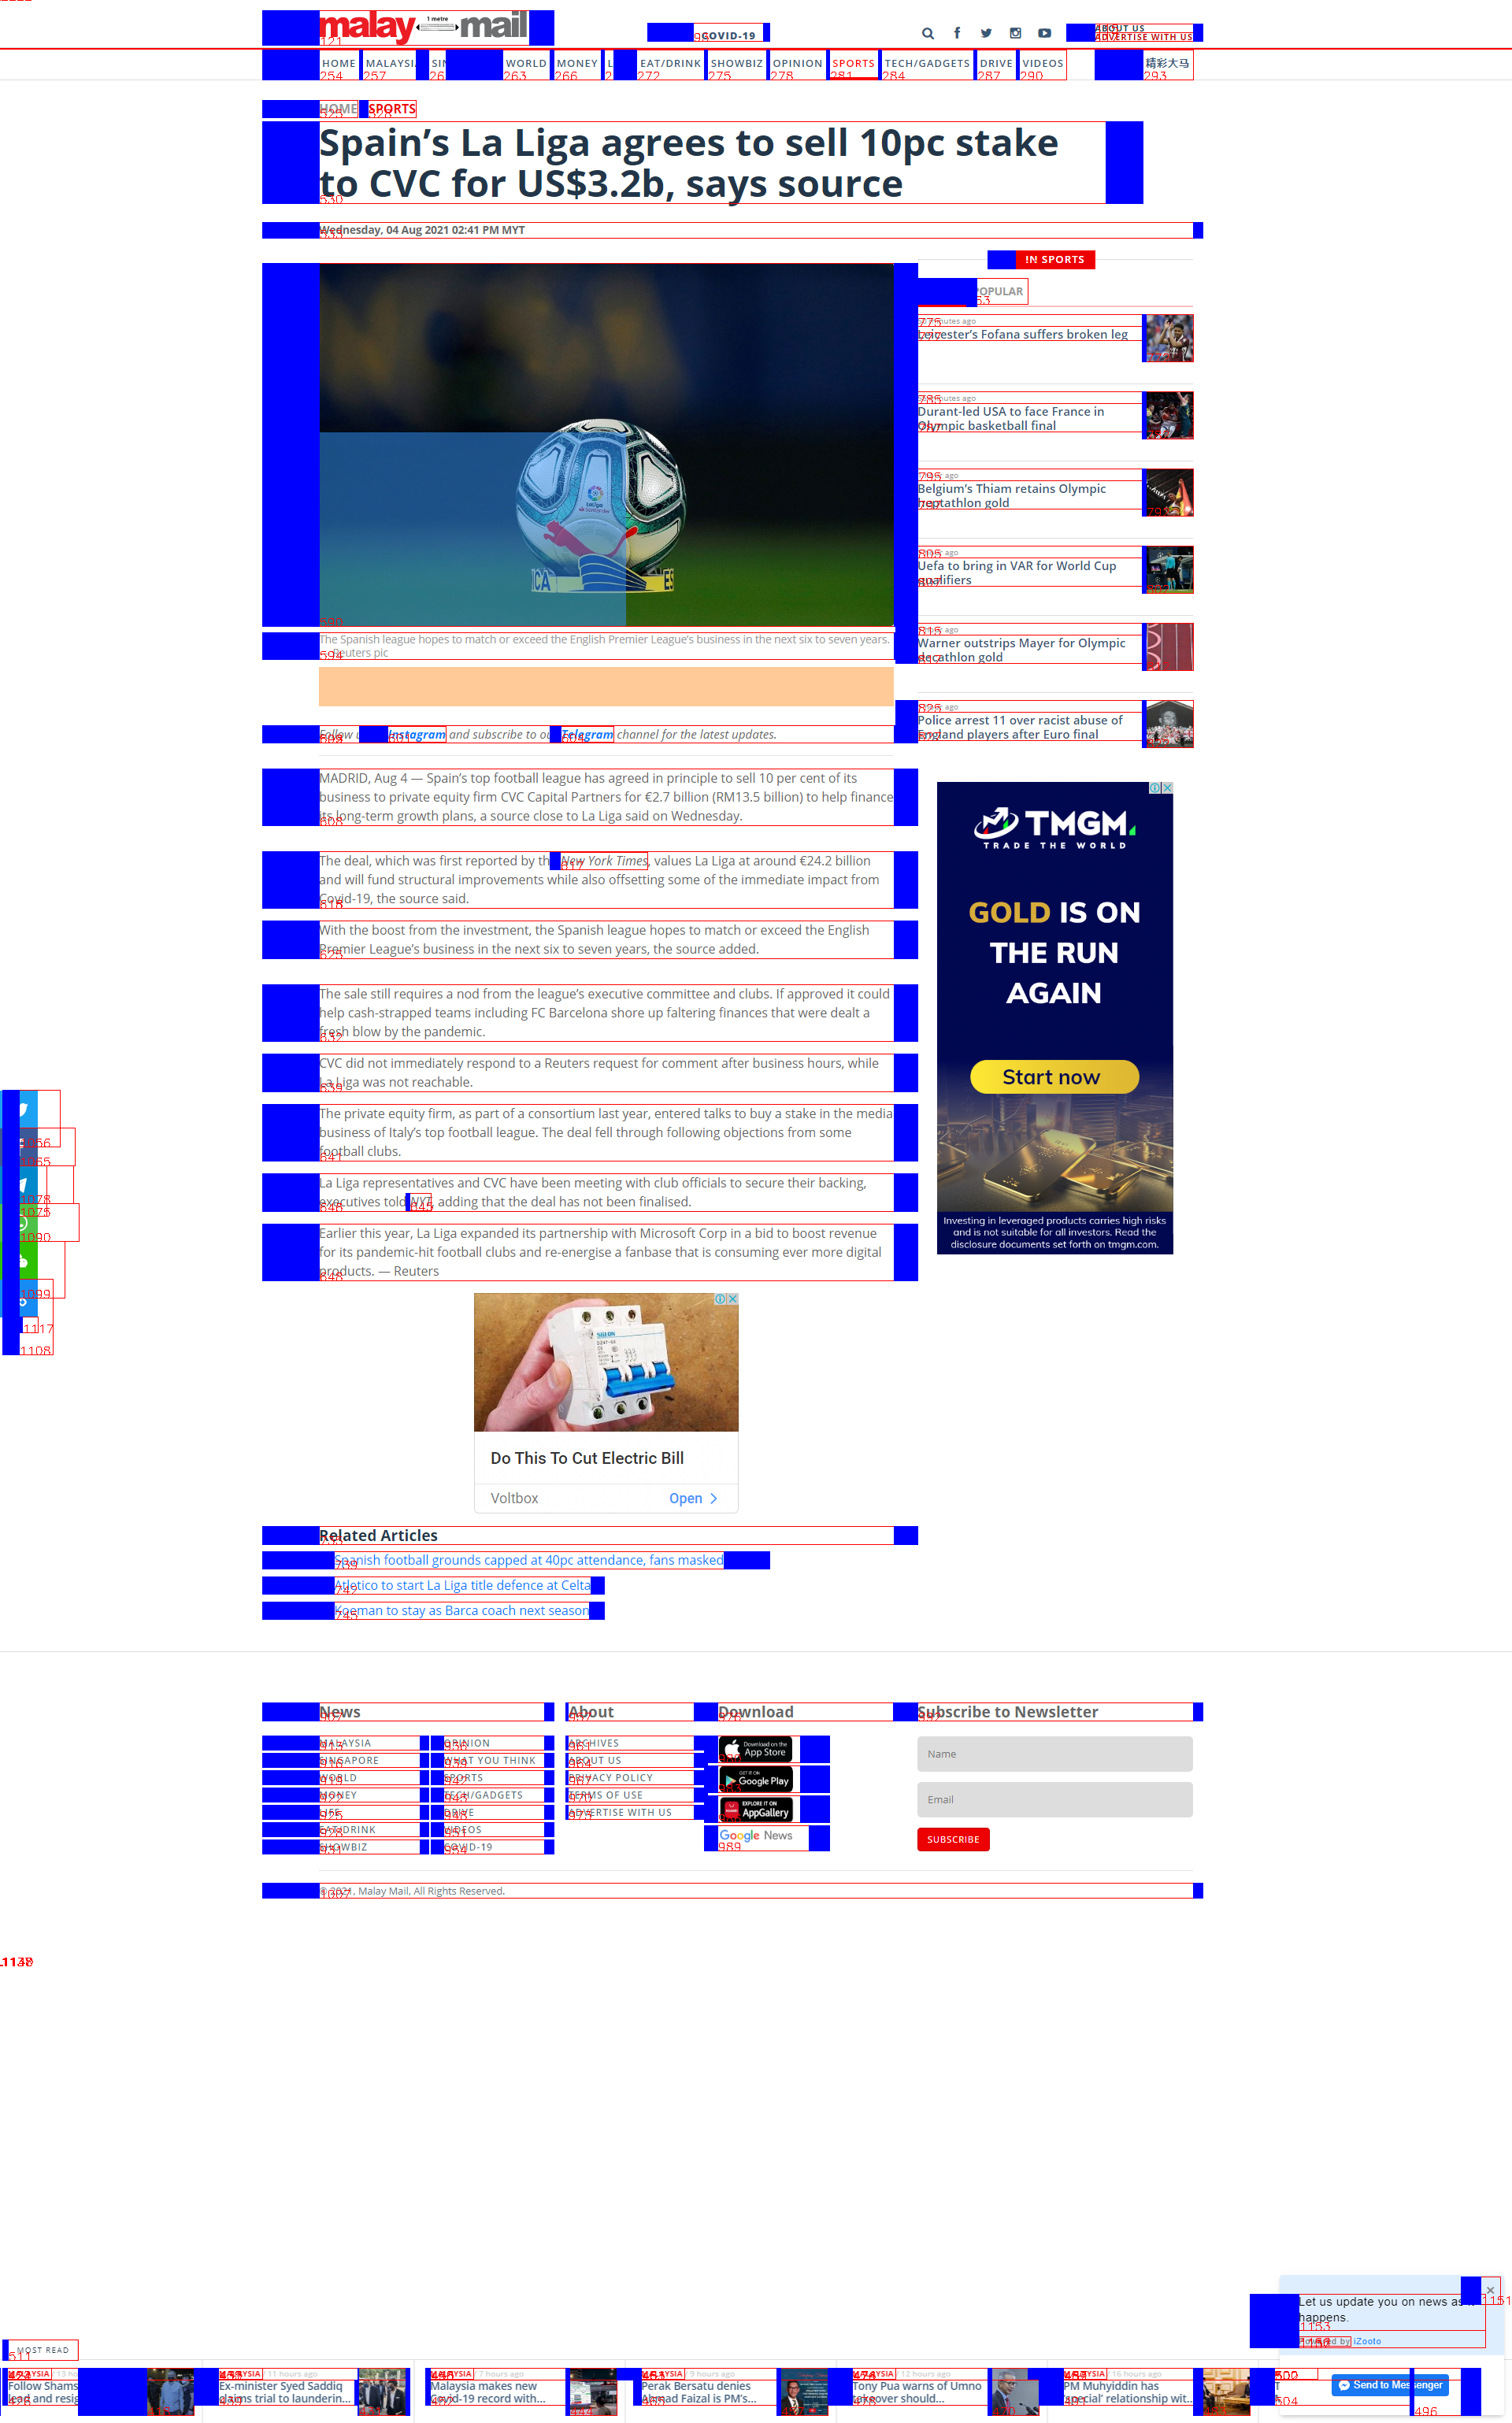 malay mail
1 metre
COVID-19
ABOUT US
ADVERTISE WITH US
HOME MALAYSIA WORLD MONEY EAT/DRINK SHOWBIZ OPINION SPORTS TECH/GADGETS DRIVE VIDEOS 精彩大马
HOME SPORTS
Spain’s La Liga agrees to sell 10pc stake
to CVC for US$3.2b, says source
Wednesday, 04 Aug 2021 02:41 PM MYT
IN SPORTS
POPULAR
Leicester’s Fofana suffers broken leg
Durant-led USA to face France in
Olympic basketball final
Belgium’s Thiam retains Olympic
heptathlon gold
Uefa to bring in VAR for World Cup
qualifiers
Warner outstrips Mayer for Olympic
decathlon gold
Police arrest 11 over racist abuse of
England players after Euro final
The Spanish league hopes to match or exceed the English Premier League’s business in the next six to seven years.
— Reuters pic
Follow Instagram and subscribe to our Telegram channel for the latest updates.
MADRID, Aug 4 — Spain’s top football league has agreed in principle to sell 10 per cent of its
business to private equity firm CVC Capital Partners for €2.7 billion (RM13.5 billion) to help finance
its long-term growth plans, a source close to La Liga said on Wednesday.
The deal, which was first reported by the New York Times, values La Liga at around €24.2 billion
and will fund structural improvements while also offsetting some of the immediate impact from
Covid-19, the source said.
With the boost from the investment, the Spanish league hopes to match or exceed the English
Premier League’s business in the next six to seven years, the source added.
The sale still requires a nod from the league’s executive committee and clubs. If approved it could
help cash-strapped teams including FC Barcelona shore up faltering finances that were dealt a
fresh blow by the pandemic.
CVC did not immediately respond to a Reuters request for comment after business hours, while
La Liga was not reachable.
The private equity firm, as part of a consortium last year, entered talks to buy a stake in the media
business of Italy’s top football league. The deal fell through following objections from some
football clubs.
La Liga representatives and CVC have been meeting with club officials to secure their backing,
executives told NYT, adding that the deal has not been finalised.
Earlier this year, La Liga expanded its partnership with Microsoft Corp in a bid to boost revenue
for its pandemic-hit football clubs and re-energise a fanbase that is consuming ever more digital
products. — Reuters
TMGM
TRADE THE WORLD
GOLD IS ON
THE RUN
AGAIN
Start now
Investing in leveraged products carries high risks
and is not suitable for all investors. Read the
disclosure documents set forth on tmgm.com.
Do This To Cut Electric Bill
Voltbox Open
Related Articles
Spanish football grounds capped at 40pc attendance, fans masked
Atletico to start La Liga title defence at Celta
Koeman to stay as Barca coach next season
News About Download Subscribe to Newsletter
MALAYSIA OPINION ARCHIVES
SINGAPORE WHAT YOU THINK ABOUT US
WORLD SPORTS PRIVACY POLICY
MONEY TECH/GADGETS TERMS OF USE
LIFE DRIVE ADVERTISE WITH US
EAT/DRINK VIDEOS
SHOWBIZ COVID-19
Download on the App Store
GET IT ON Google Play
EXPLORE IT ON AppGallery
Google News
Name
Email
SUBSCRIBE
© 2021, Malay Mail, All Rights Reserved.
Let us update you on news as it
happens.
Powered by iZooto
Send to Messenger
MOST READ
MALAYSIA 11 hours ago
Ex-minister Syed Saddiq
claims trial to launderin...
MALAYSIA 7 hours ago
Malaysia makes new
Covid-19 record with...
MALAYSIA 9 hours ago
Perak Bersatu denies
Ahmad Faizal is PM’s...
MALAYSIA 12 hours ago
Tony Pua warns of Umno
takeover should...
MALAYSIA 16 hours ago
PM Muhyiddin has
‘special’ relationship wit...